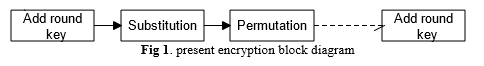 Add round
key
Substitution
Permutation
Add round
key
Fig 1. present encryption block diagram